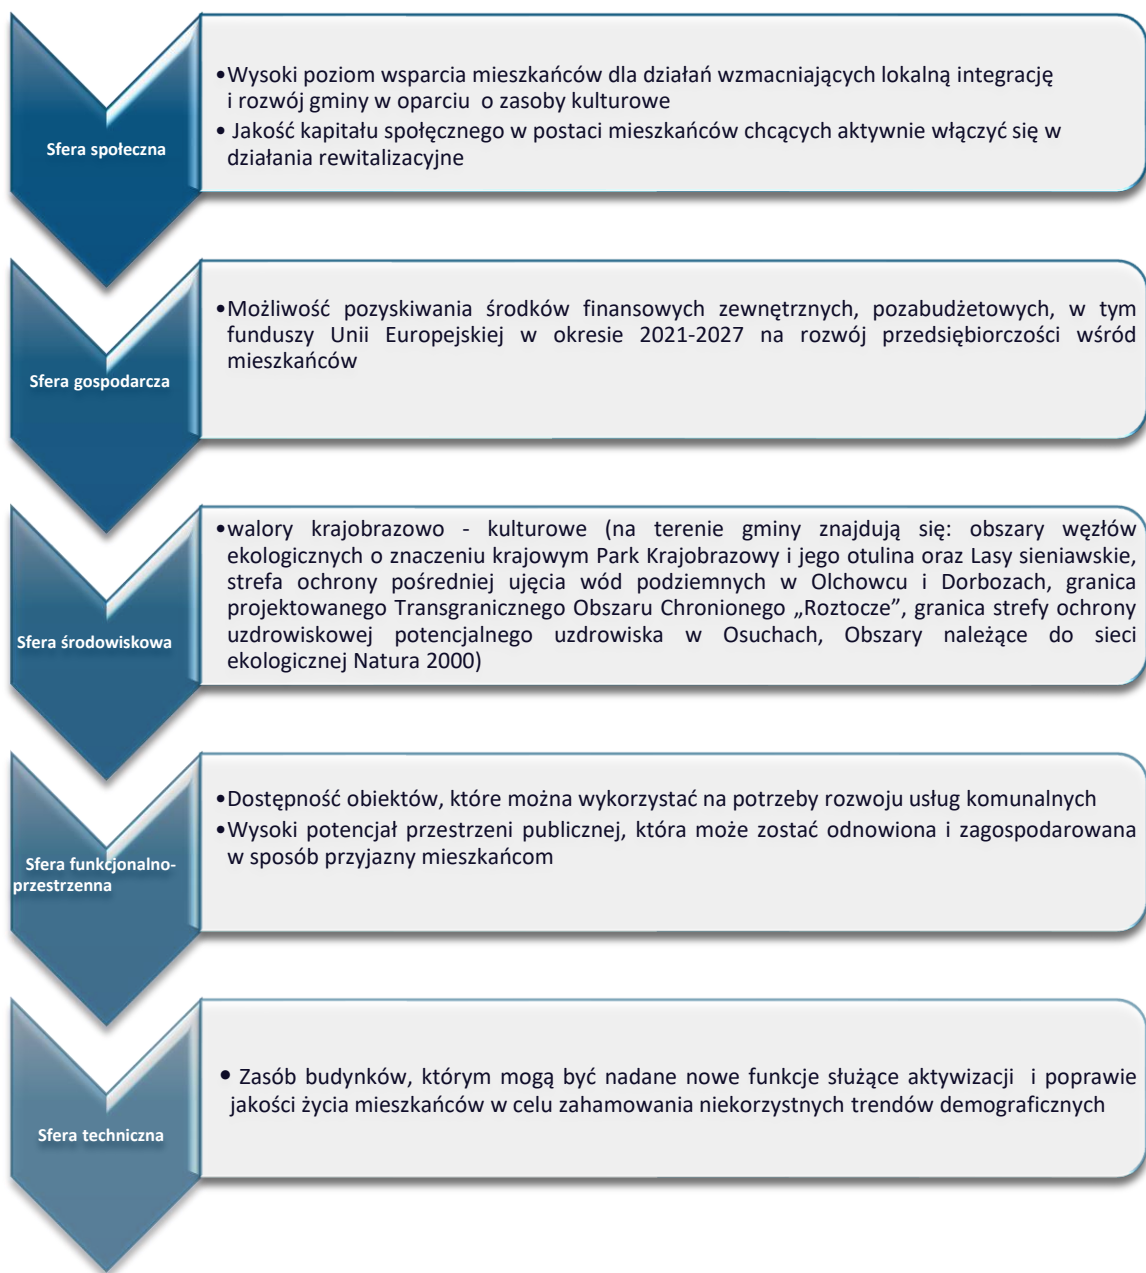 Sfera społeczna
•Wysoki poziom wsparcia mieszkańców dla działań wzmacniających lokalną integrację
i rozwój gminy w oparciu o zasoby kulturowe
• Jakość kapitału społęcznego w postaci mieszkańców chcących aktywnie włączyć się w
działania rewitalizacyjne
Sfera gospodarcza
•Możliwość pozyskiwania środków finansowych zewnętrznych, pozabudżetowych, w tym
funduszy Unii Europejskiej w okresie 2021-2027 na rozwój przedsiębiorczości wśród
mieszkańców
Sfera środowiskowa
•walory krajobrazowo - kulturowe (na terenie gminy znajdują się: obszary węzłów
ekologicznych o znaczeniu krajowym Park Krajobrazowy i jego otulina oraz Lasy sieniawskie,
strefa ochrony pośredniej ujęcia wód podziemnych w Olchowcu i Dorbozach, granica
projektowanego Transgranicznego Obszaru Chronionego „Roztocze”, granica strefy ochrony
uzdrowiskowej potencjalnego uzdrowiska w Osuchach, Obszary należące do sieci
ekologicznej Natura 2000)
Sfera funkcjonalno-
przestrzenna
•Dostępność obiektów, które można wykorzystać na potrzeby rozwoju usług komunalnych
•Wysoki potencjał przestrzeni publicznej, która może zostać odnowiona i zagospodarowana
w sposób przyjazny mieszkańcom
Sfera techniczna
• Zasób budynków, którym mogą być nadane nowe funkcje służące aktywizacji i poprawie
jakości życia mieszkańców w celu zahamowania niekorzystnych trendów demograficznych